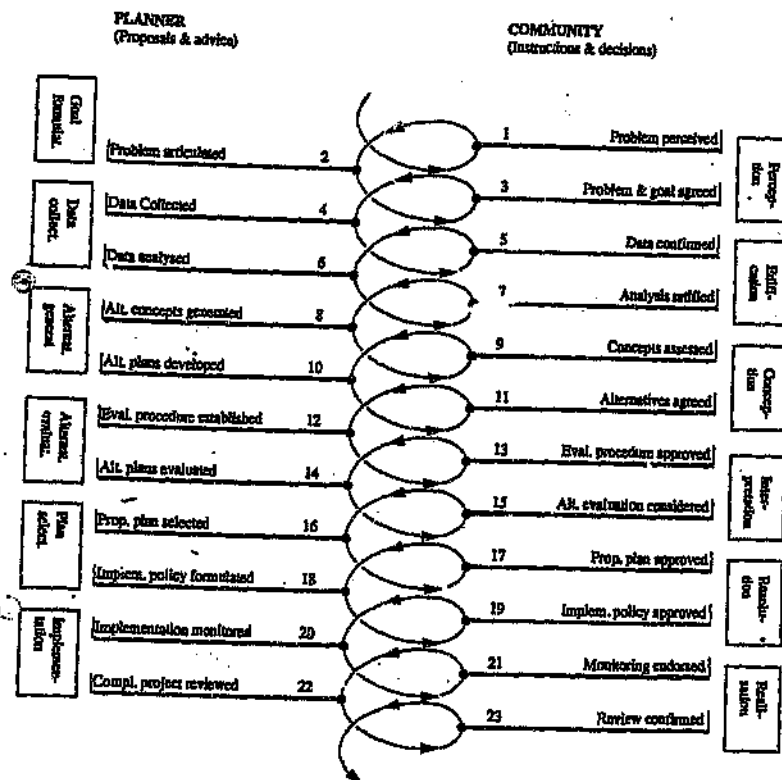 PLANNER
(Proposals & advice)
COMMUNITY
(Instructions & decisions)
Goal
Formulat.
1
Problem perceived
Problem articulated
2
Percep-
tion
3
Problem & goal agreed
Data
collect.
Data Collected
4
5
Data confirmed
Data analysed
6
Edifi-
cation
7
Analysis ratified
Alternat.
general
Alt. concepts generated
8
9
Concepts assessed
Alt. plans developed
10
Concep-
tion
11
Alternatives agreed
Alternat.
Eval. procedure established
12
13
Eval. procedure approved
Alt. plans evaluated
14
Inter-
pretation
15
Alt. evaluation considered
Plan
select.
Prop. plan selected
16
17
Prop. plan approved
Implem. policy formulated
18
Resolu-
tion
19
Implem. policy approved
Implemen-
tation
Implementation monitored
20
21
Monitoring endorsed
Compl. project reviewed
22
Reali-
sation
23
Review confirmed